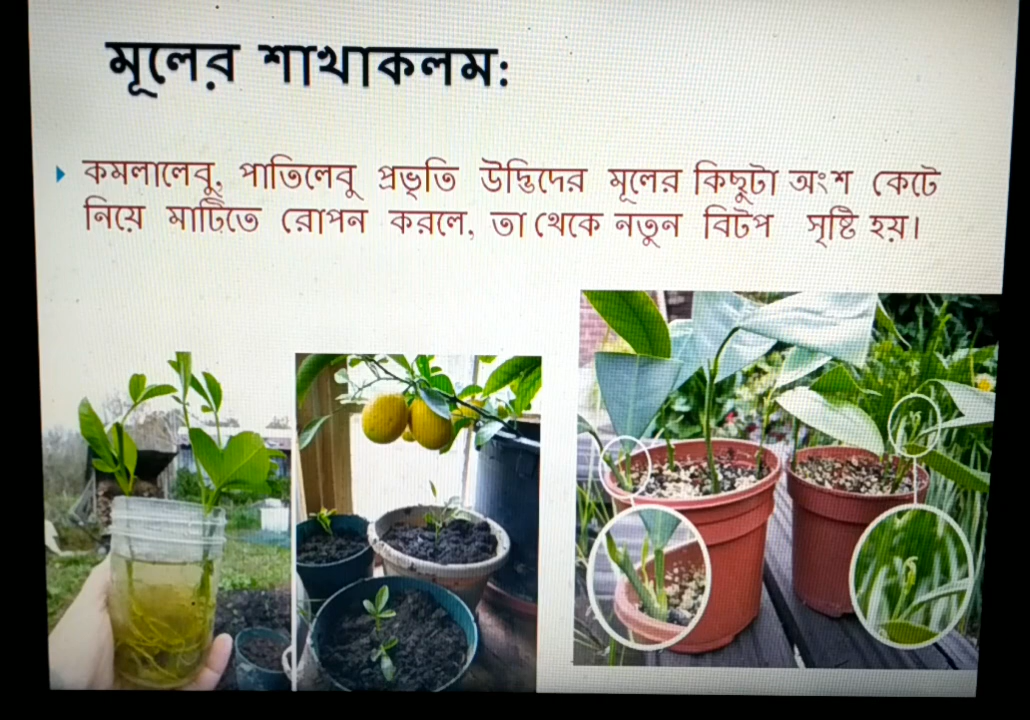 মূলের শাখাকলম:
কমলালেবু, পাতিলেবু প্রভৃতি উদ্ভিদের মূলের কিছুটা অংশ কেটে
নিয়ে মাটিতে রোপন করলে, তা থেকে নতুন বিটপ সৃষ্টি হয়।